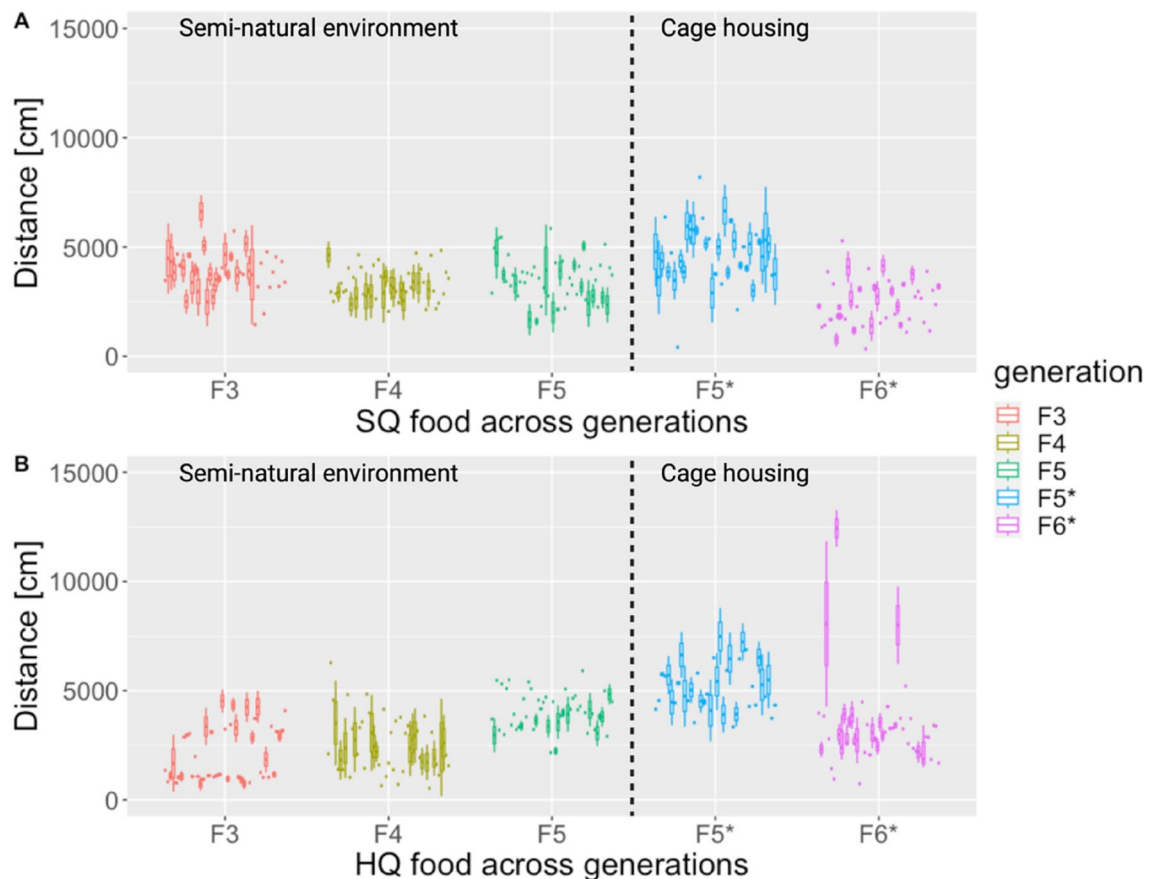 A
Semi-natural environment
Cage housing
15000
10000
5000
0
Distance [cm]
F3 F4 F5 F5* F6*
SQ food across generations
B
Semi-natural environment
Cage housing
15000
10000
5000
0
Distance [cm]
F3 F4 F5 F5* F6*
HQ food across generations
generation
F3
F4
F5
F5*
F6*